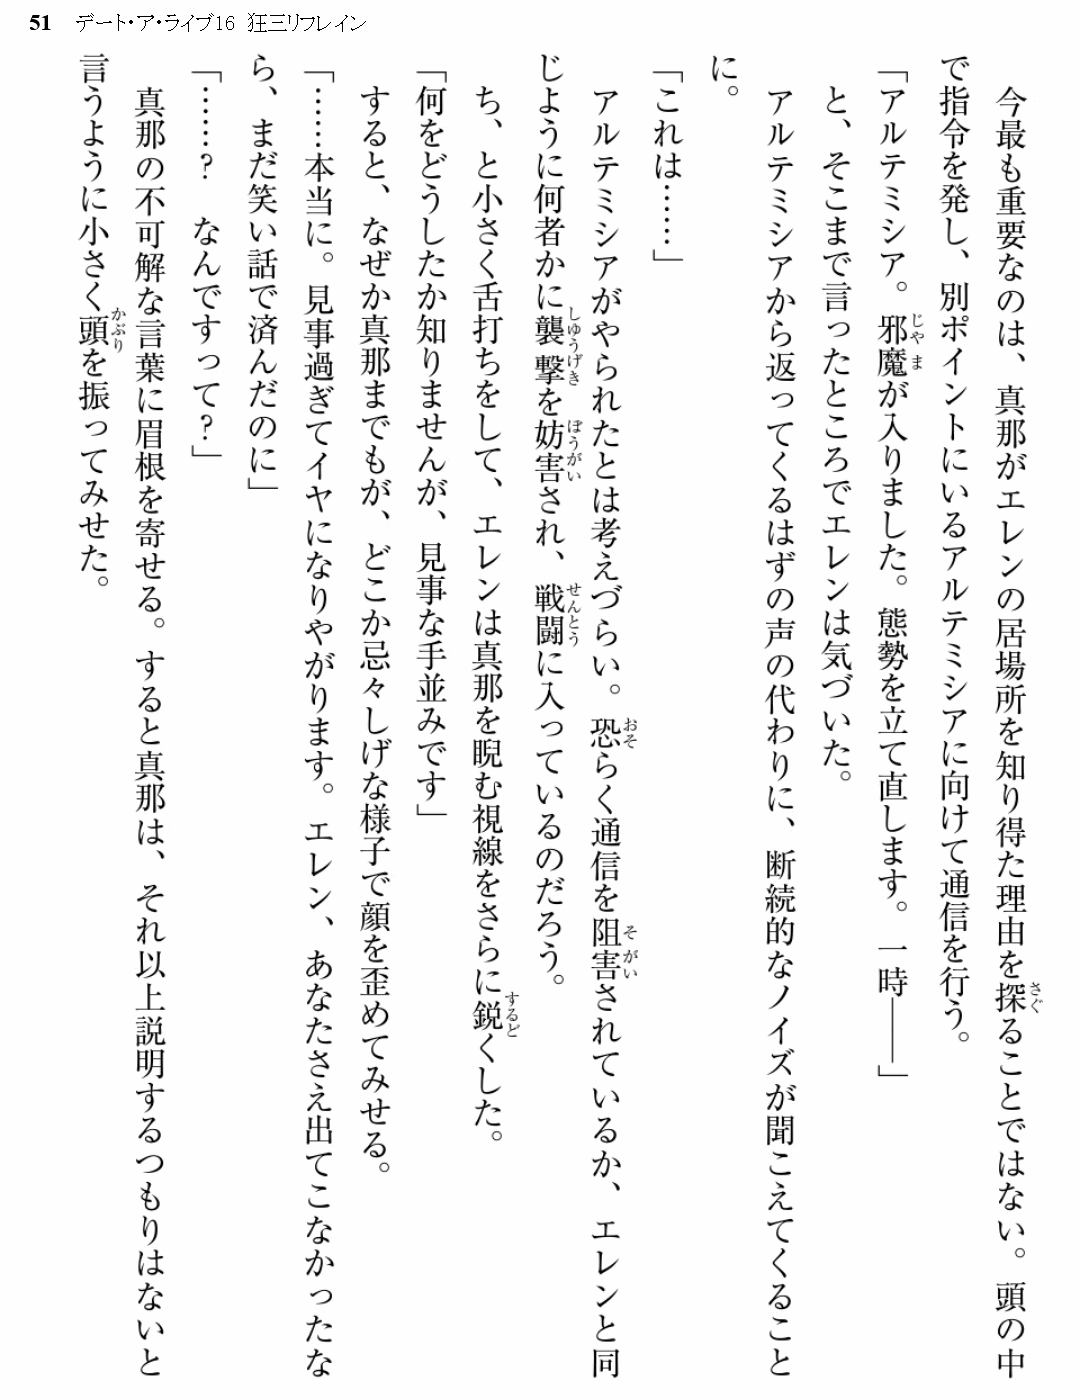 51 デート・ア・ライブ16 狂三リフレイン
　今最も重要なのは、真那がエレンの居場所を知り得た理由を探ることではない。頭の中
で指令を発し、別ポイントにいるアルテミシアに向けて通信を行う。
「アルテミシア。邪魔が入りました。態勢を立て直します。一時――」
　と、そこまで言ったところでエレンは気づいた。
　アルテミシアから返ってくるはずの声の代わりに、断続的なノイズが聞こえてくること
に。
「これは……」
　アルテミシアがやられたとは考えづらい。恐らく通信を阻害されているか、エレンと同
じように何者かに襲撃を妨害され、戦闘に入っているのだろう。
　ち、と小さく舌打ちをして、エレンは真那を睨む視線をさらに鋭くした。
「何をどうしたか知りませんが、見事な手並みです」
　すると、なぜか真那までもが、どこか忌々しげな様子で顔を歪めてみせる。
「……本当に。見事過ぎてイヤになりやがります。エレン、あなたさえ出てこなかったな
ら、まだ笑い話で済んだのに」
「……？　なんですって？」
　真那の不可解な言葉に眉根を寄せる。すると真那は、それ以上説明するつもりはないと
言うように小さく頭を振ってみせた。